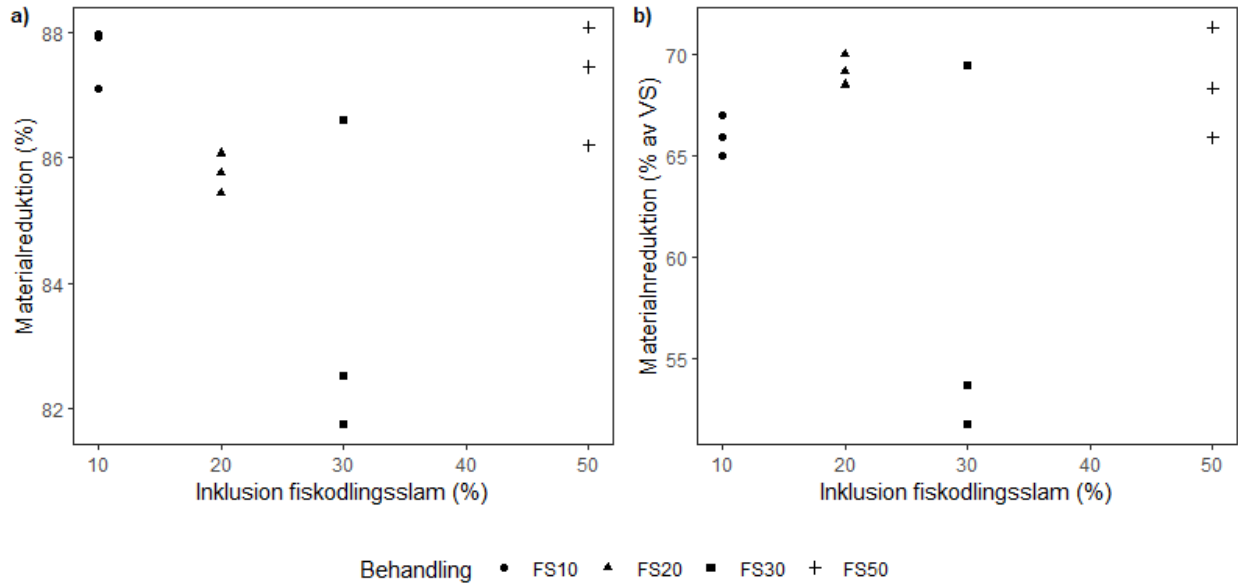 a)
Materialreduktion (%)
88
86
84
82
10 20 30 40 50
Inklusion fiskodlingsslam (%)
b)
Materialnreduktion (% av VS)
70
65
60
55
10 20 30 40 50
Inklusion fiskodlingsslam (%)
Behandling FS10 FS20 FS30 FS50